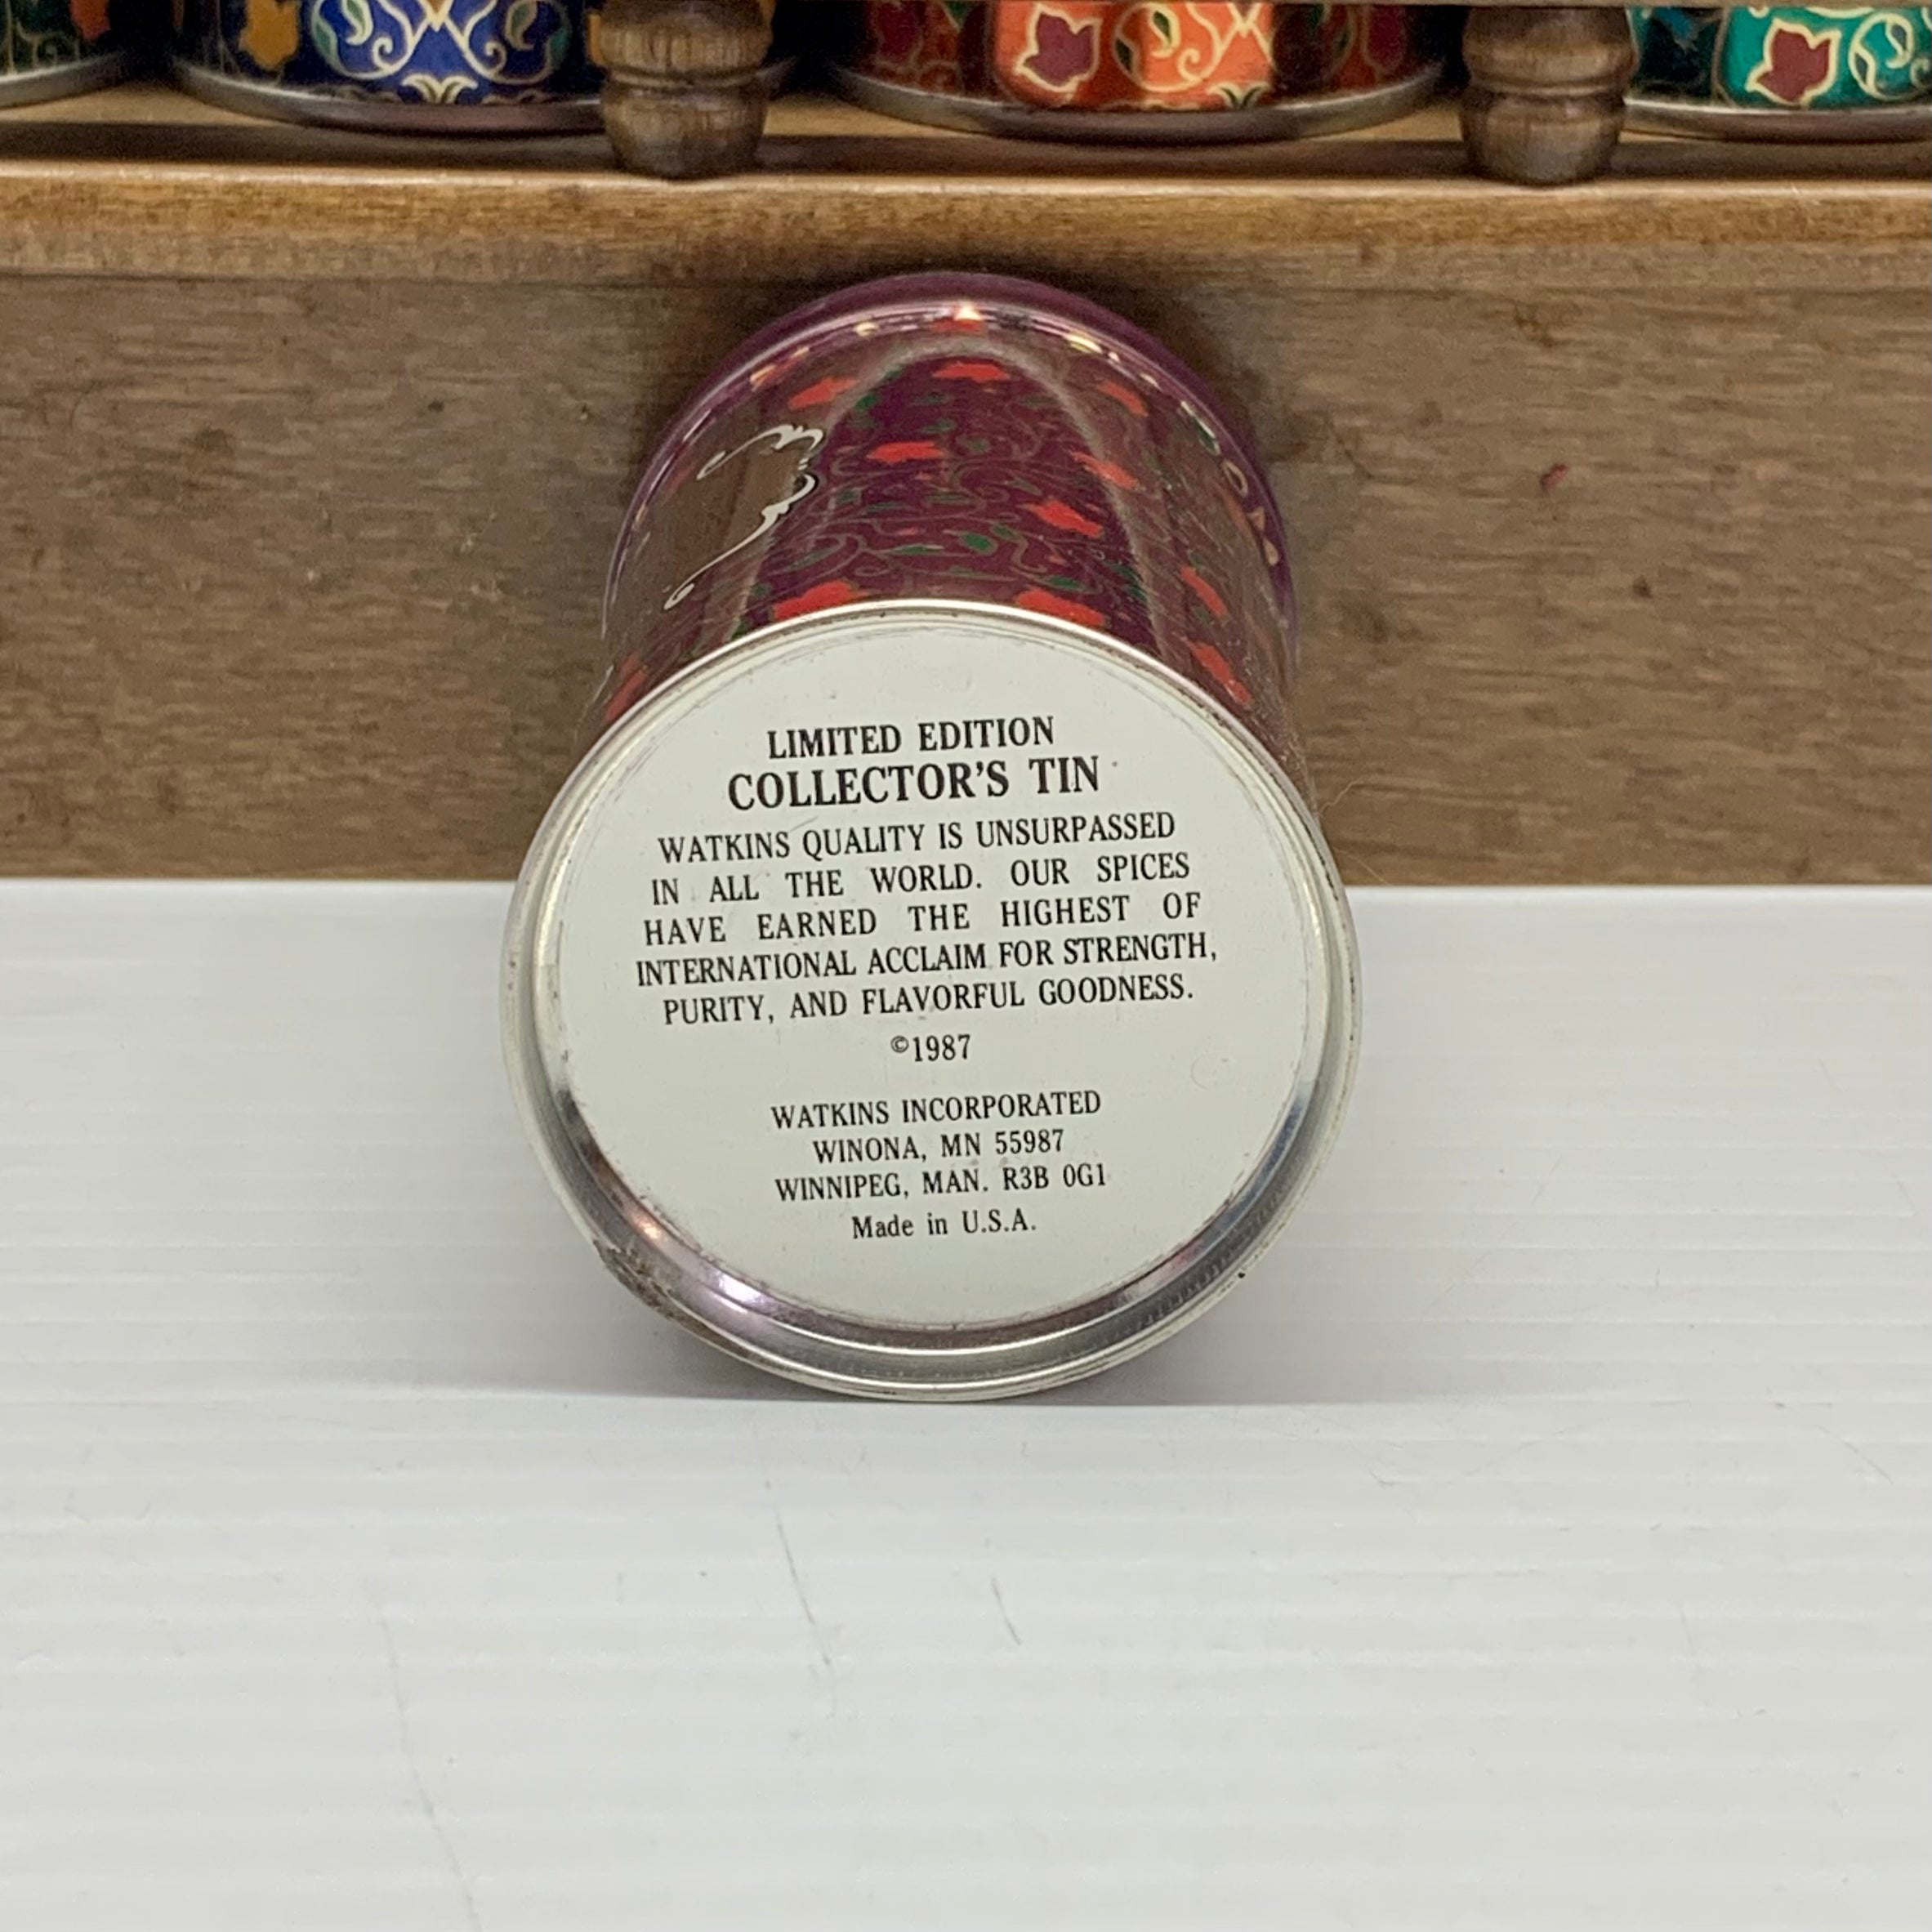 LIMITED EDITION
COLLECTOR'S TIN
WATKINS QUALITY IS UNSURPASSED
IN ALL THE WORLD. OUR SPICES
HAVE EARNED THE HIGHEST OF
INTERNATIONAL ACCLAIM FOR STRENGTH,
PURITY, AND FLAVORFUL GOODNESS.
©1987
WATKINS INCORPORATED
WINONA, MN 55987
WINNIPEG, MAN. R3B 0G1
Made in U.S.A.